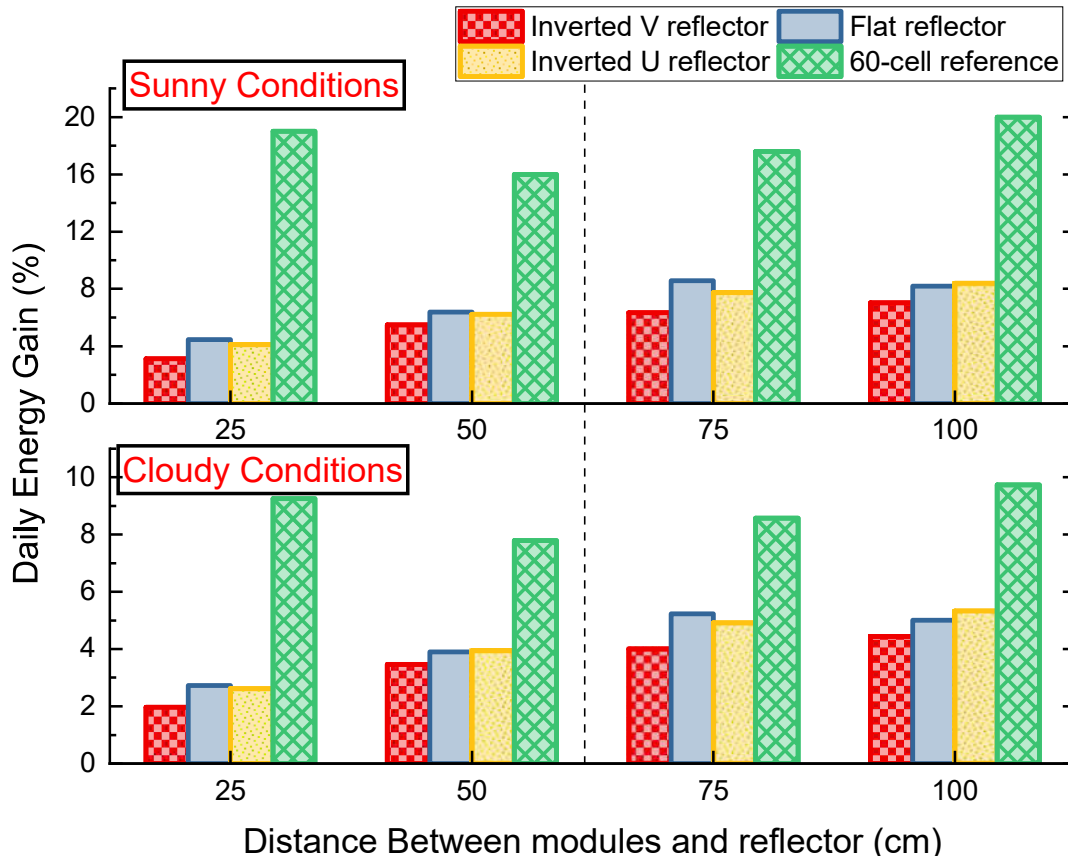 Inverted V reflector
Flat reflector
Inverted U reflector
60-cell reference
Sunny Conditions
20
16
12
8
4
0
25
50
75
100
Cloudy Conditions
10
8
6
4
2
0
25
50
75
100
Daily Energy Gain (%)
Distance Between modules and reflector (cm)